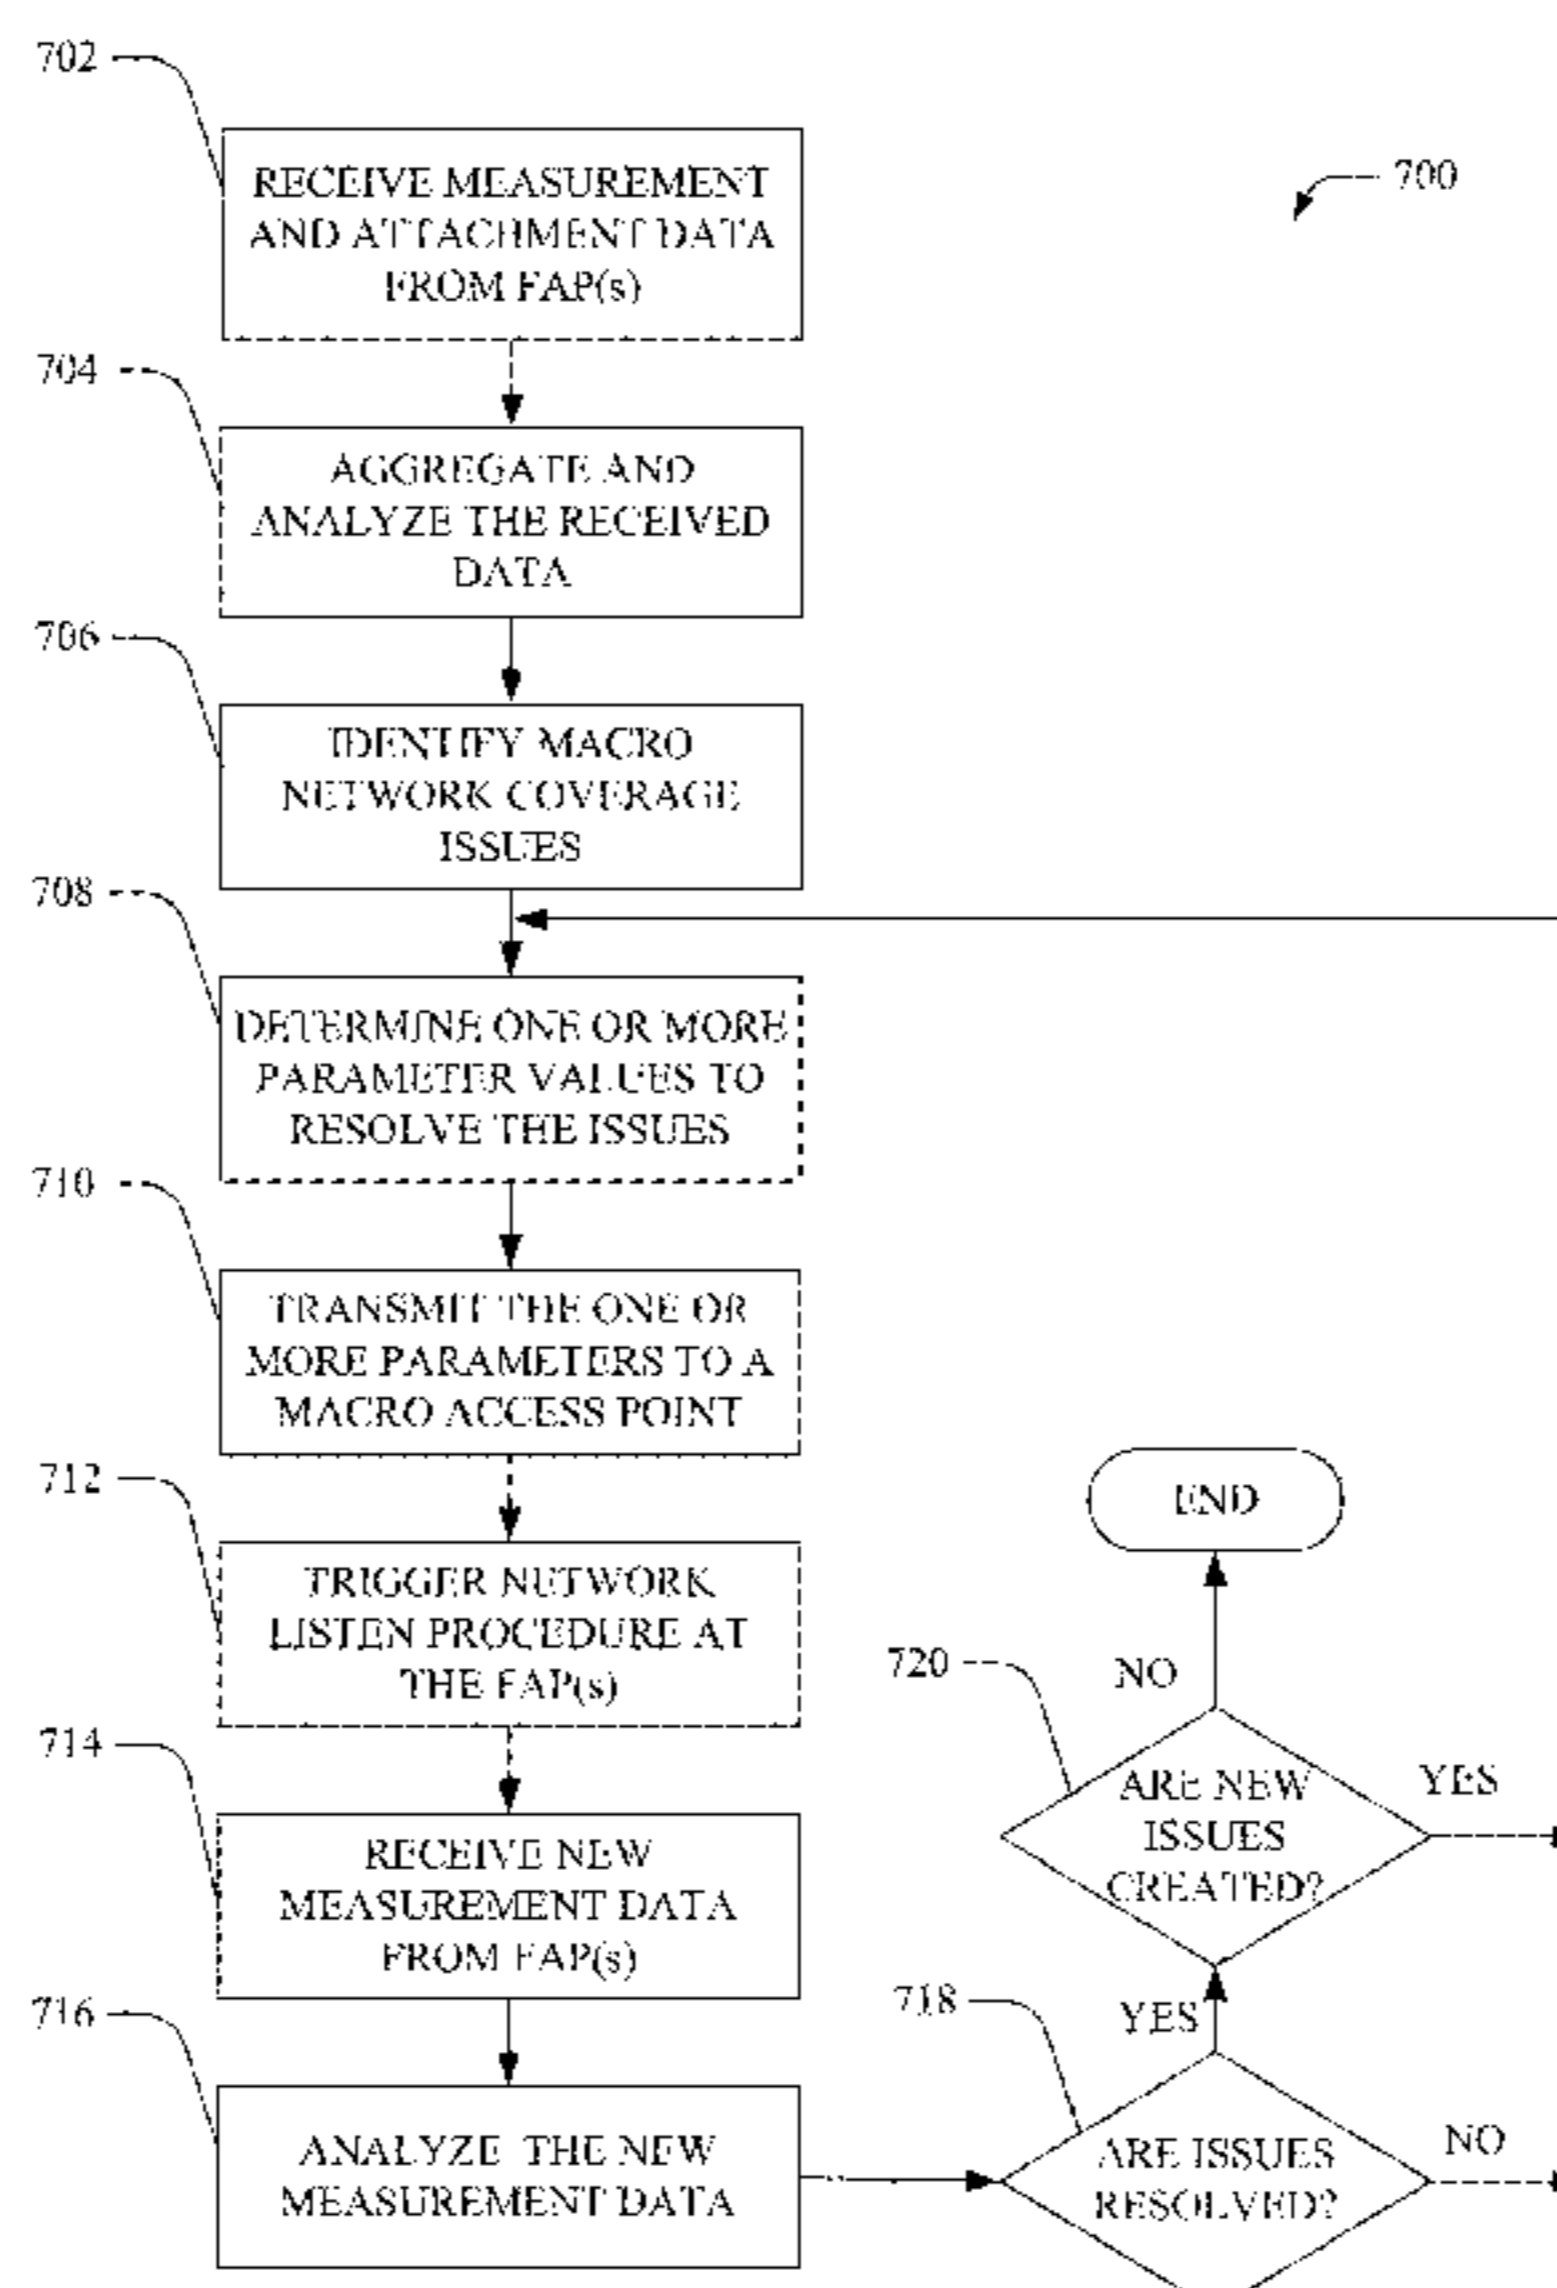 702
700
RECEIVE MEASUREMENT
AND ATTACHMENT DATA
FROM FAP(s)
704
AGGREGATE AND
ANALYZE THE RECEIVED
DATA
706
IDENTIFY MACRO
NETWORK COVERAGE
ISSUES
708
DETERMINE ONE OR MORE
PARAMETER VALUES TO
RESOLVE THE ISSUES
710
TRANSMIT THE ONE OR
MORE PARAMETERS TO A
MACRO ACCESS POINT
712
TRIGGER NETWORK
LISTEN PROCEDURE AT
THE FAP(s)
714
RECEIVE NEW
MEASUREMENT DATA
FROM FAP(s)
716
ANALYZE THE NEW
MEASUREMENT DATA
718
ARE ISSUES
RESOLVED?
NO
YES
720
ARE NEW
ISSUES
CREATED?
YES
NO
END